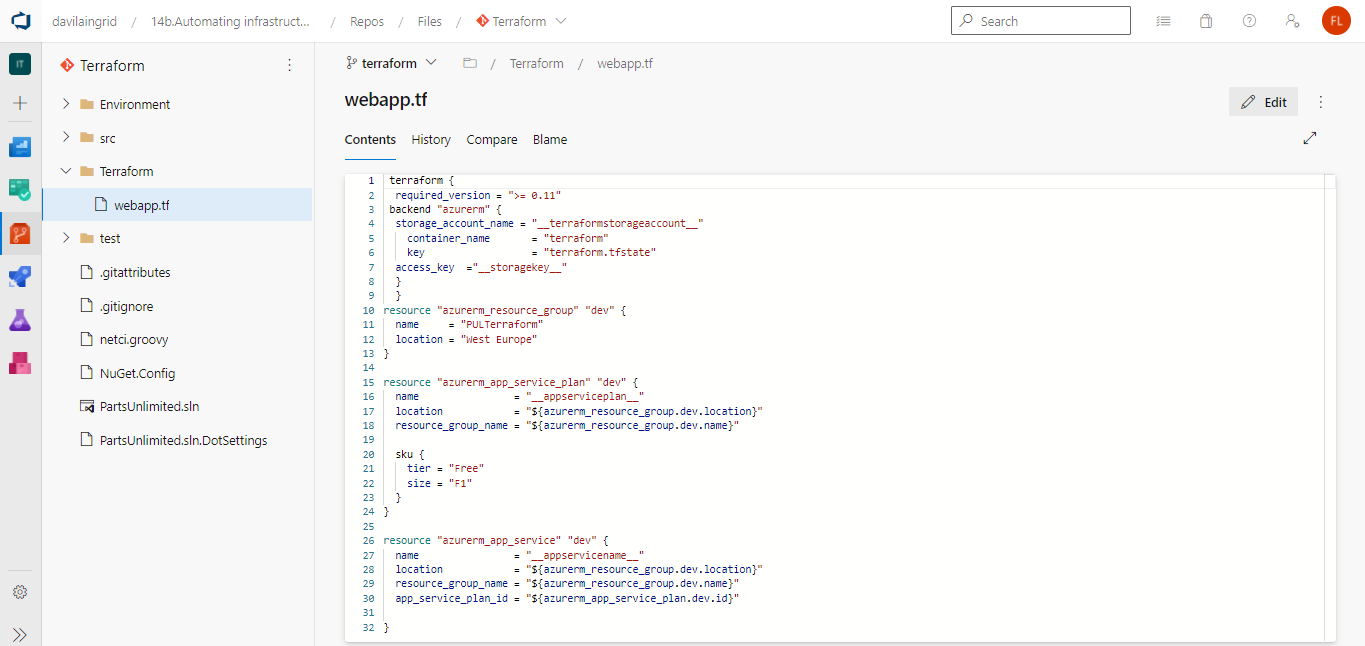 davilaingrid / 14b.Automating infrastruct... / Repos / Files / Terraform
Search
FL
IT
Terraform
Environment
src
Terraform
webapp.tf
test
.gitattributes
.gitignore
netci.groovy
NuGet.Config
PartsUnlimited.sln
PartsUnlimited.sln.DotSettings
terraform / Terraform / webapp.tf
webapp.tf
Edit
Contents History Compare Blame
1 terraform {
2 required_version = ">= 0.11"
3 backend "azurerm" {
4 storage_account_name = "__terraformstorageaccount__"
5 container_name = "terraform"
6 key = "terraform.tfstate"
7 access_key ="__storagekey__"
8 }
9 }
10 resource "azurerm_resource_group" "dev" {
11 name = "PULTerraform"
12 location = "West Europe"
13 }
14
15 resource "azurerm_app_service_plan" "dev" {
16 name = "__appserviceplan__"
17 location = "${azurerm_resource_group.dev.location}"
18 resource_group_name = "${azurerm_resource_group.dev.name}"
19
20 sku {
21 tier = "Free"
22 size = "F1"
23 }
24 }
25
26 resource "azurerm_app_service" "dev" {
27 name = "__appservicename__"
28 location = "${azurerm_resource_group.dev.location}"
29 resource_group_name = "${azurerm_resource_group.dev.name}"
30 app_service_plan_id = "${azurerm_app_service_plan.dev.id}"
31
32 }